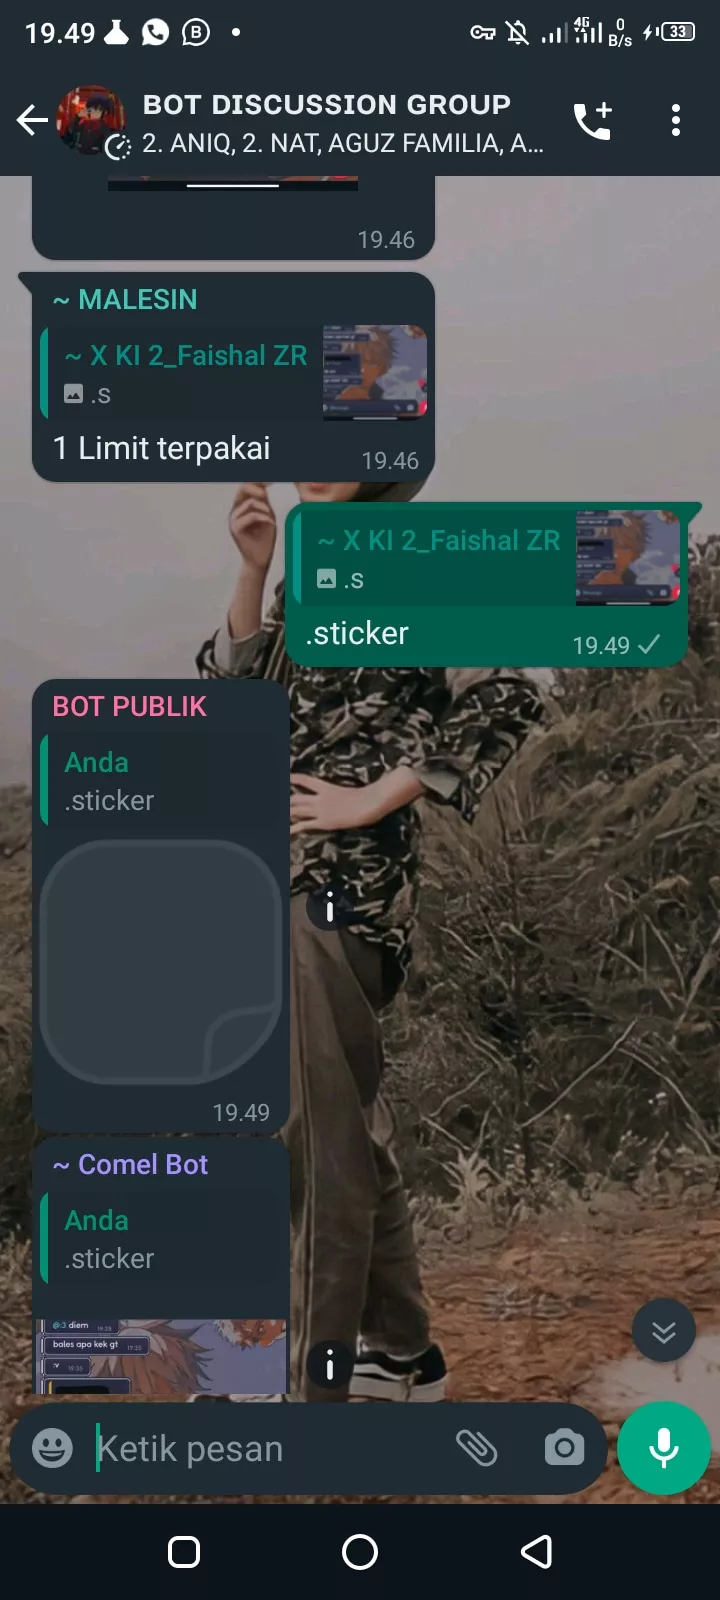 19.49
4G
0
B/s
33
BOT DISCUSSION GROUP
2. ANIQ, 2. NAT, AGUZ FAMILIA, A...
19.46
~ MALESIN
~ X KI 2_Faishal ZR
.s
1 Limit terpakai
19.46
~ X KI 2_Faishal ZR
.s
.sticker
19.49
BOT PUBLIK
Anda
.sticker
19.49
~ Comel Bot
Anda
.sticker
@:3 diem
bales apa kek gt
Ketik pesan